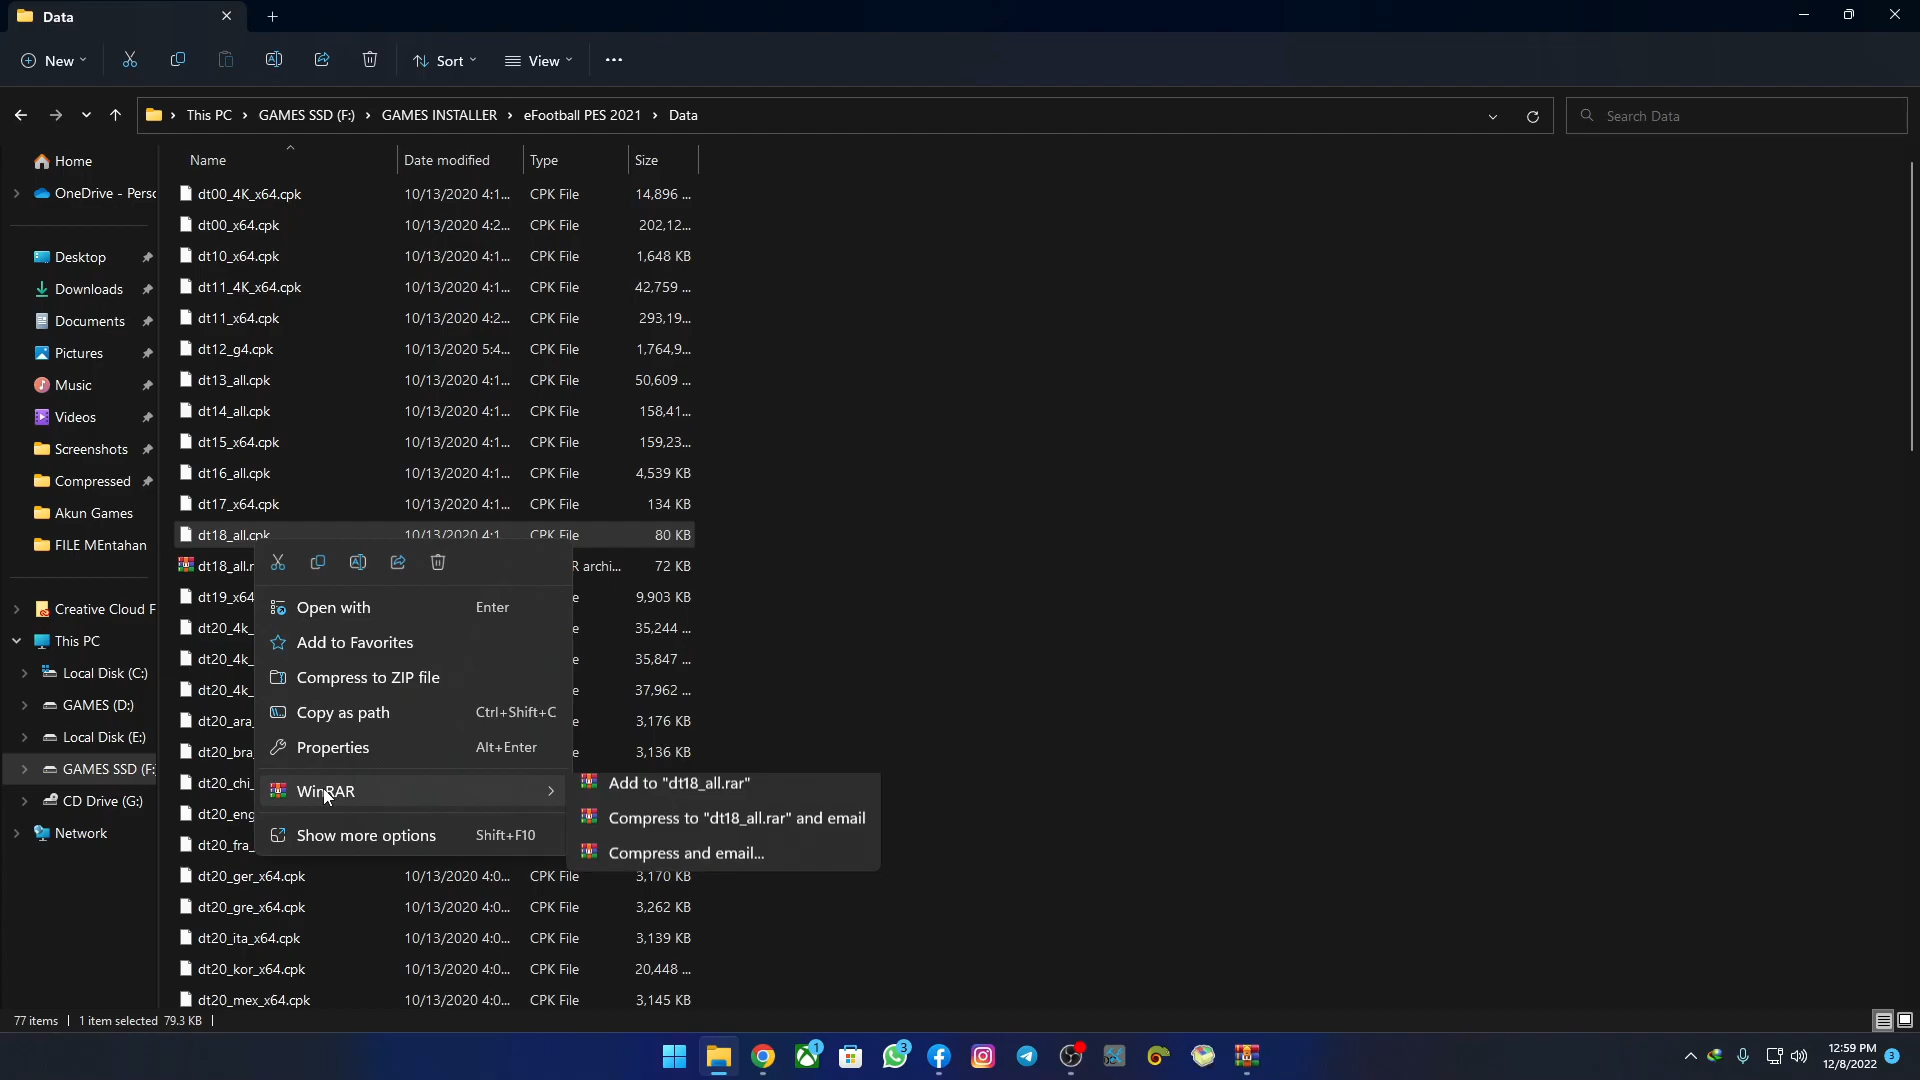 Data
New
Sort
View
This PC > GAMES SSD (F:) > GAMES INSTALLER > eFootball PES 2021 > Data
Search Data
Name Date modified Type Size
Home
OneDrive - Persc
Desktop
Downloads
Documents
Pictures
Music
Videos
Screenshots
Compressed
Akun Games
FILE MEntahan
Creative Cloud F
This PC
Local Disk (C:)
GAMES (D:)
Local Disk (E:)
GAMES SSD (F:
CD Drive (G:)
Network
dt00_4K_x64.cpk 10/13/2020 4:1... CPK File 14,896 ...
dt00_x64.cpk 10/13/2020 4:2... CPK File 202,12...
dt10_x64.cpk 10/13/2020 4:1... CPK File 1,648 KB
dt11_4K_x64.cpk 10/13/2020 4:1... CPK File 42,759 ...
dt11_x64.cpk 10/13/2020 4:2... CPK File 293,19...
dt12_g4.cpk 10/13/2020 5:4... CPK File 1,764,9...
dt13_all.cpk 10/13/2020 4:1... CPK File 50,609 ...
dt14_all.cpk 10/13/2020 4:1... CPK File 158,41...
dt15_x64.cpk 10/13/2020 4:1... CPK File 159,23...
dt16_all.cpk 10/13/2020 4:1... CPK File 4,539 KB
dt17_x64.cpk 10/13/2020 4:1... CPK File 134 KB
dt18_all.cpk 10/13/2020 4:1 CPK File 80 KB
dt18_all.r R archi... 72 KB
dt19_x64 e 9,903 KB
dt20_4k_ e 35,244 ...
dt20_4k_ e 35,847 ...
dt20_4k_ e 37,962 ...
dt20_ara_ e 3,176 KB
dt20_bra_ e 3,136 KB
dt20_chi_
dt20_eng
dt20_fra_
dt20_ger_x64.cpk 10/13/2020 4:0... CPK File 3,170 KB
dt20_gre_x64.cpk 10/13/2020 4:0... CPK File 3,262 KB
dt20_ita_x64.cpk 10/13/2020 4:0... CPK File 3,139 KB
dt20_kor_x64.cpk 10/13/2020 4:0... CPK File 20,448 ...
dt20_mex_x64.cpk 10/13/2020 4:0... CPK File 3,145 KB
Open with Enter
Add to Favorites
Compress to ZIP file
Copy as path Ctrl+Shift+C
Properties Alt+Enter
WinRAR
Show more options Shift+F10
Add to "dt18_all.rar"
Compress to "dt18_all.rar" and email
Compress and email...
77 items 1 item selected 79.3 KB
1
3
12:59 PM
12/8/2022
3